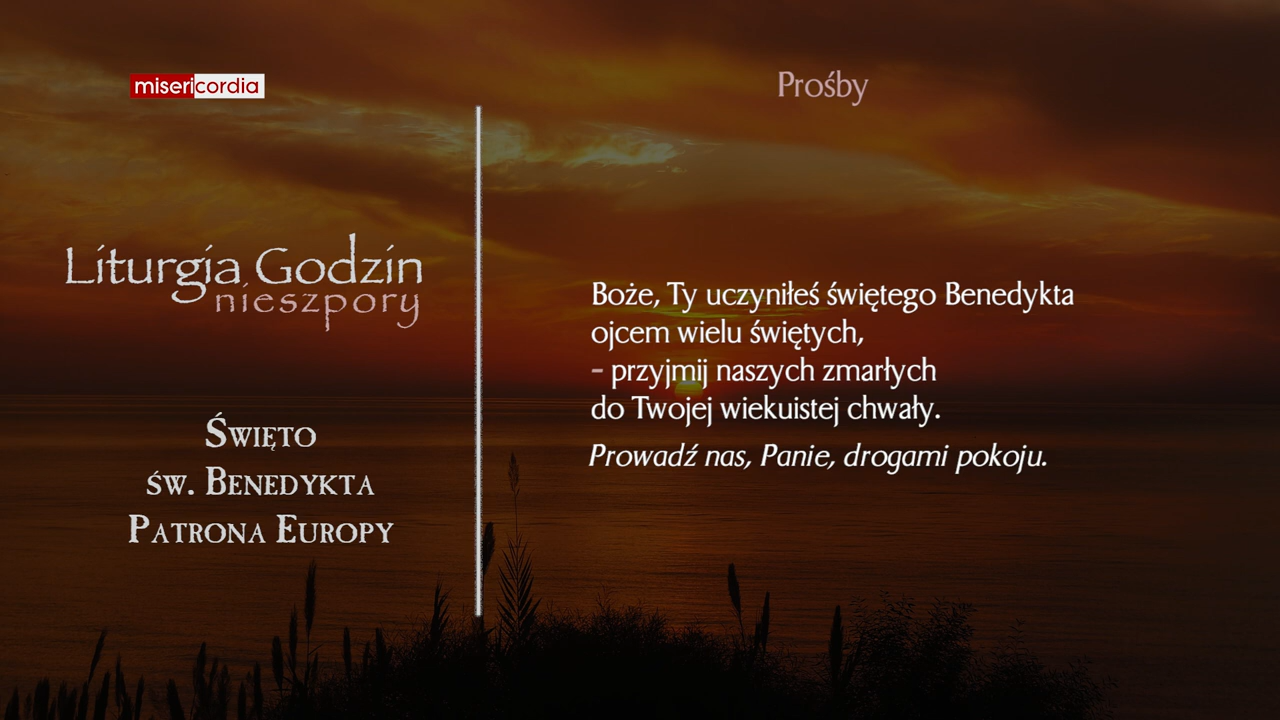 misericordia
Prośby
Liturgia Godzin
nieszpory
Święto
św. Benedykta
Patrona Europy
Boże, Ty uczyniłeś świętego Benedykta
ojcem wielu świętych,
- przyjmij naszych zmarłych
do Twojej wiekuistej chwały.
Prowadź nas, Panie, drogami pokoju.